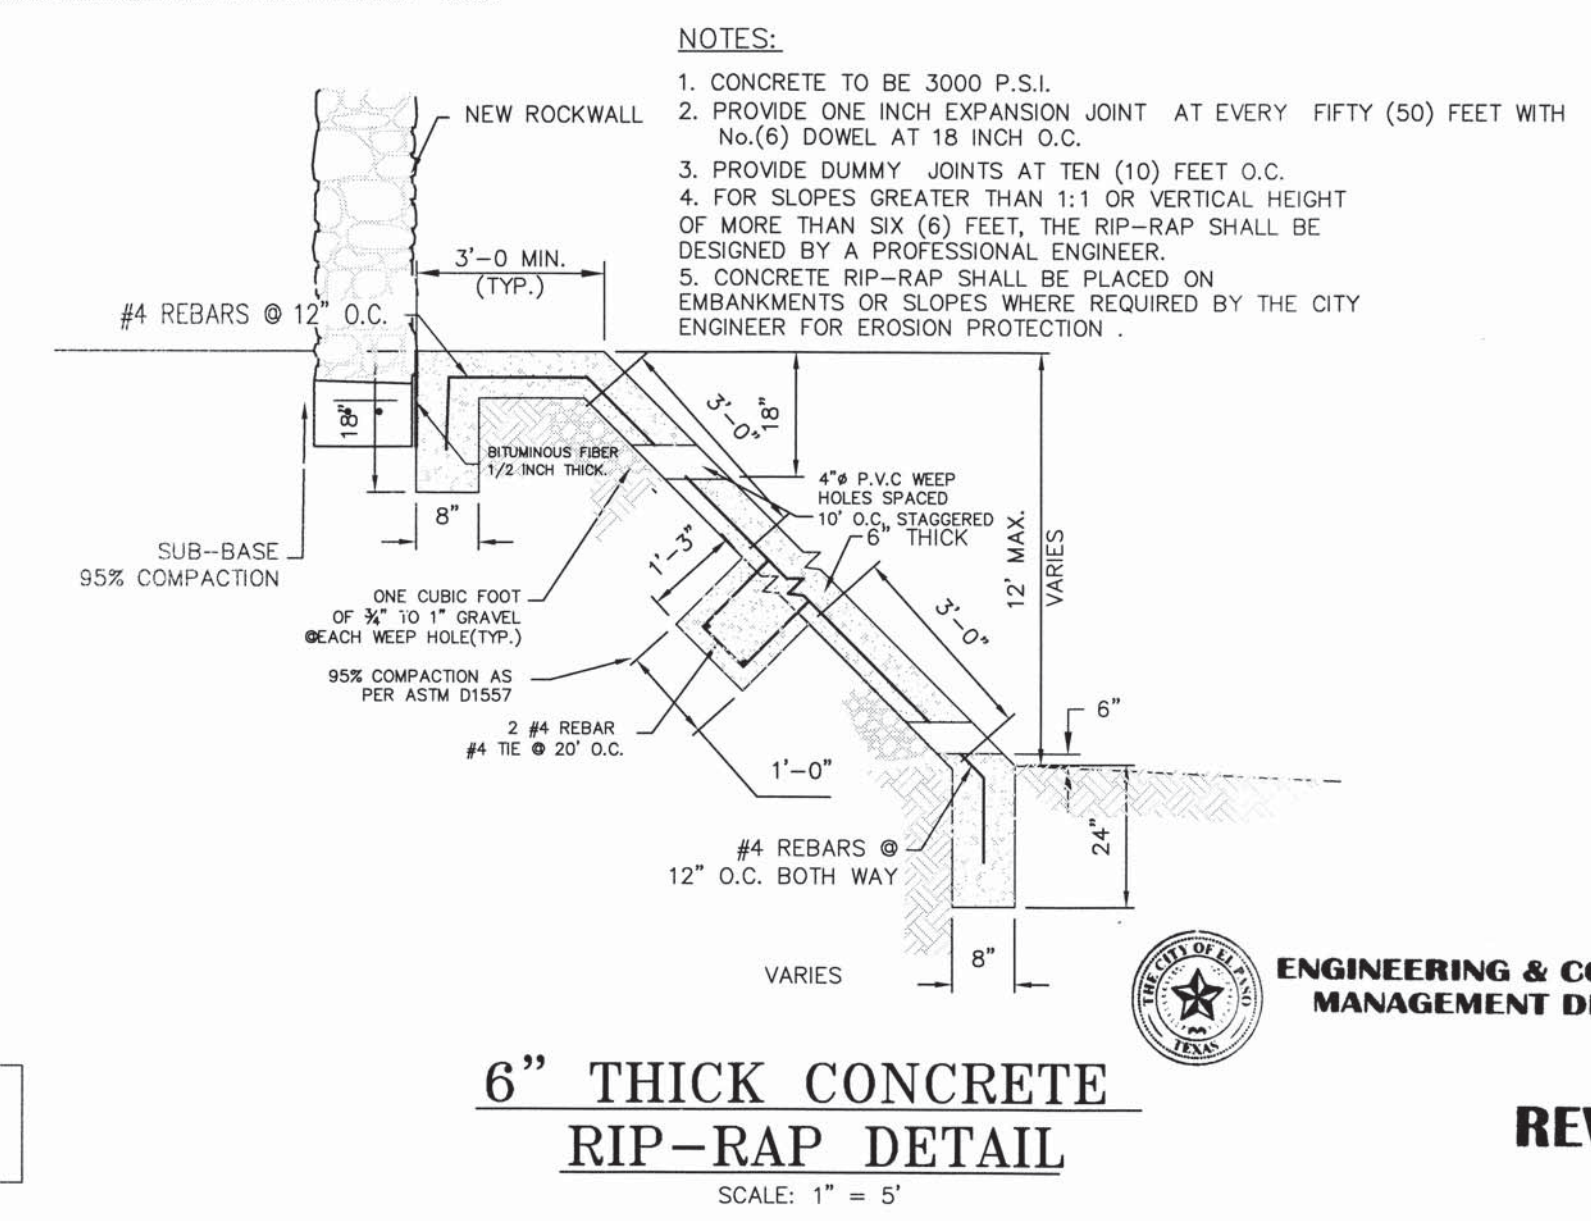 NOTES:
1. CONCRETE TO BE 3000 P.S.I.
2. PROVIDE ONE INCH EXPANSION JOINT AT EVERY FIFTY (50) FEET WITH
No.(6) DOWEL AT 18 INCH O.C.
3. PROVIDE DUMMY JOINTS AT TEN (10) FEET O.C.
4. FOR SLOPES GREATER THAN 1:1 OR VERTICAL HEIGHT
OF MORE THAN SIX (6) FEET, THE RIP-RAP SHALL BE
DESIGNED BY A PROFESSIONAL ENGINEER.
5. CONCRETE RIP-RAP SHALL BE PLACED ON
EMBANKMENTS OR SLOPES WHERE REQUIRED BY THE CITY
ENGINEER FOR EROSION PROTECTION .
NEW ROCKWALL
3'-0 MIN.
(TYP.)
#4 REBARS @ 12" O.C.
18"
BITUMINOUS FIBER
1/2 INCH THICK.
8"
SUB--BASE
95% COMPACTION
3'-0"
18"
4"ø P.V.C WEEP
HOLES SPACED
10' O.C. STAGGERED
6" THICK
12' MAX.
VARIES
1'-3"
ONE CUBIC FOOT
OF ¾" TO 1" GRAVEL
@EACH WEEP HOLE(TYP.)
3'-0"
95% COMPACTION AS
PER ASTM D1557
2 #4 REBAR
#4 TIE @ 20' O.C.
1'-0"
6"
24"
#4 REBARS @
12" O.C. BOTH WAY
8"
VARIES
THE CITY OF EL PASO
TEXAS
ENGINEERING & CO
MANAGEMENT D
6" THICK CONCRETE
RIP-RAP DETAIL
SCALE: 1" = 5'
RE